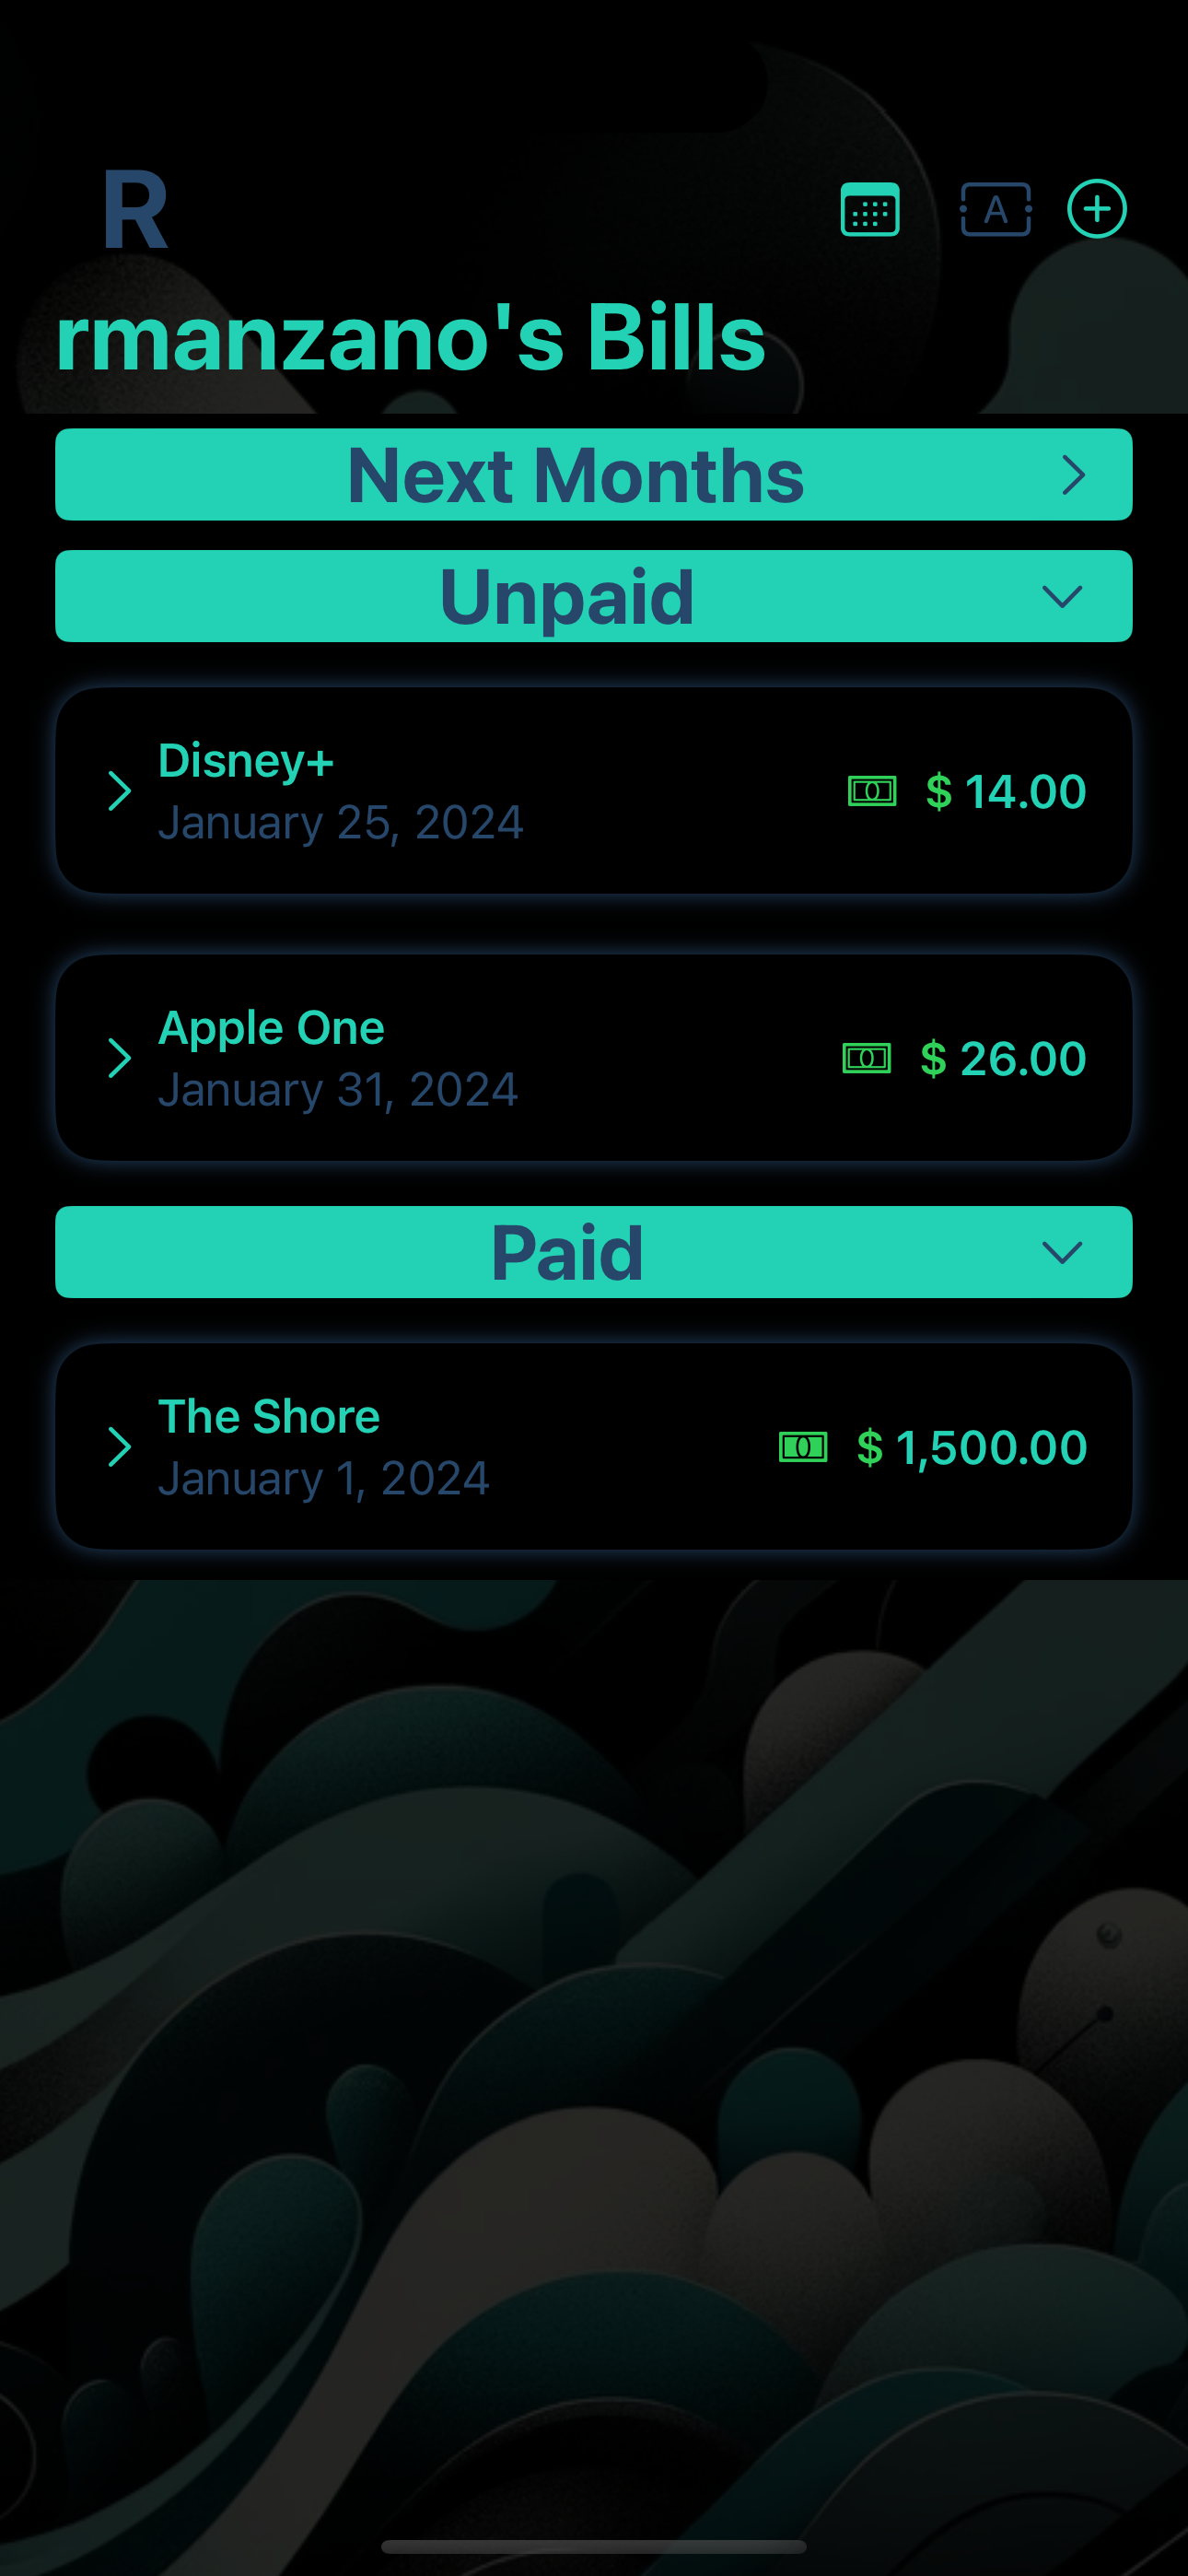 R
A
rmanzano's Bills
Next Months
Unpaid
Disney+
January 25, 2024
$ 14.00
Apple One
January 31, 2024
$ 26.00
Paid
The Shore
January 1, 2024
$ 1,500.00